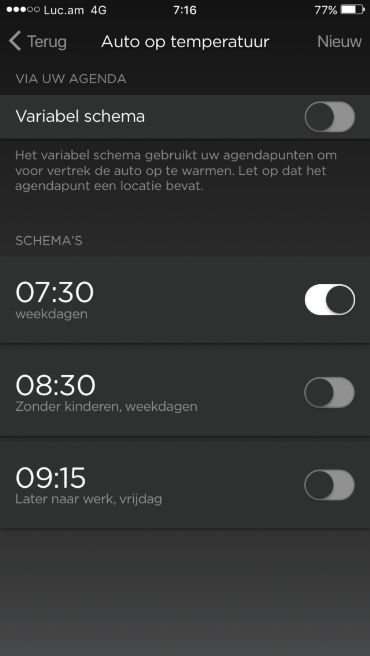 Luc.am 4G 7:16 77%
Terug Auto op temperatuur Nieuw
VIA UW AGENDA
Variabel schema
Het variabel schema gebruikt uw agendapunten om
voor vertrek de auto op te warmen. Let op dat het
agendapunt een locatie bevat.
SCHEMA'S
07:30
weekdagen
08:30
Zonder kinderen, weekdagen
09:15
Later naar werk, vrijdag